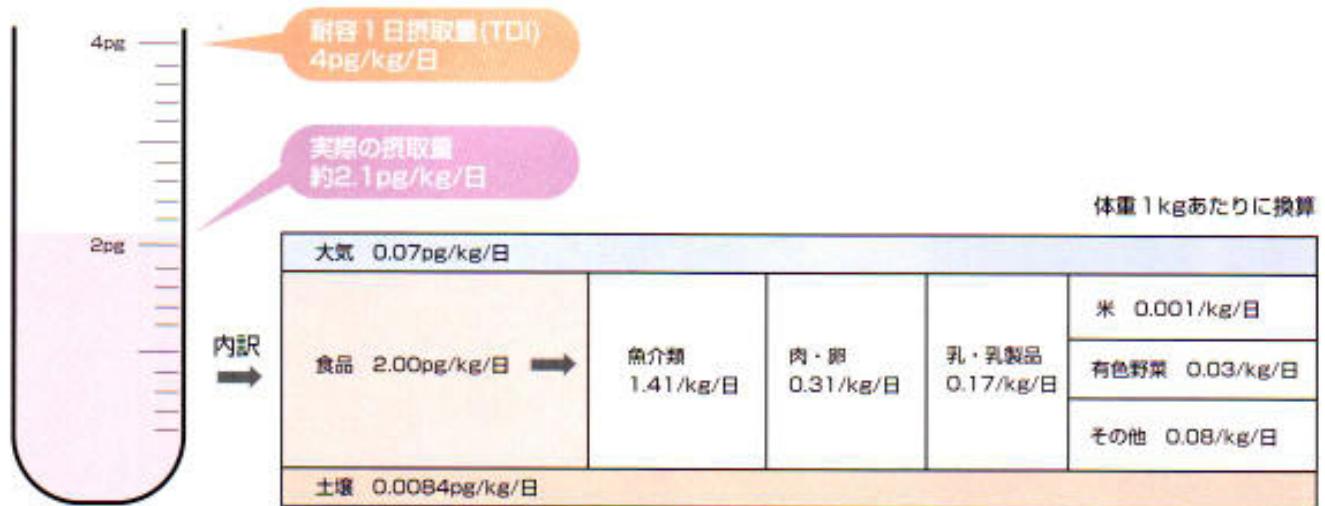 4pg
耐容1日摂取量(TDI)
4pg/kg/日
実際の摂取量
約2.1pg/kg/日
体重1kgあたりに換算
2pg
大気 0.07pg/kg/日
内訳
食品 2.00pg/kg/日
魚介類
1.41/kg/日
肉・卵
0.31/kg/日
乳・乳製品
0.17/kg/日
米 0.001/kg/日
有色野菜 0.03/kg/日
その他 0.08/kg/日
土壌 0.0084pg/kg/日